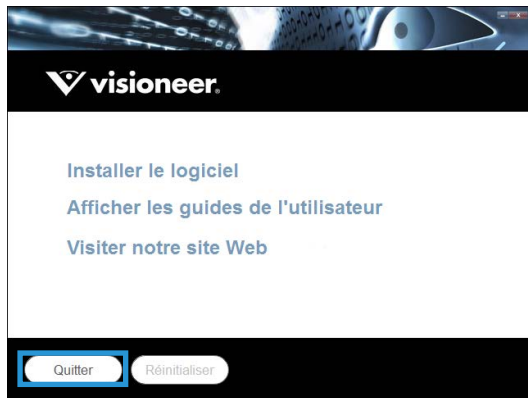 visioneer®
Installer le logiciel
Afficher les guides de l'utilisateur
Visiter notre site Web
Quitter
Réinitialiser